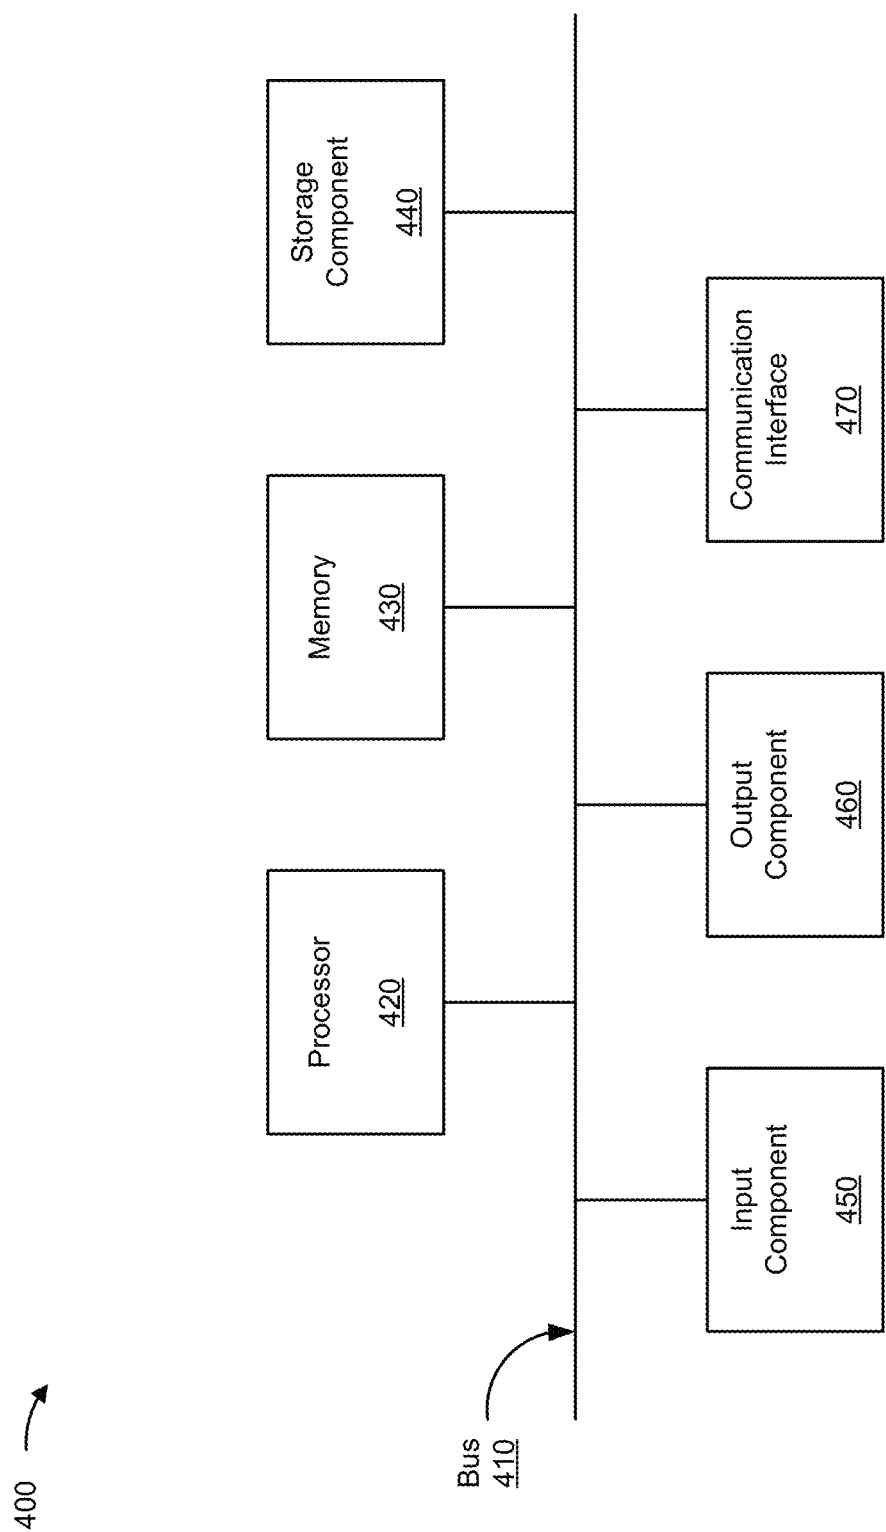 400
Processor
420
Memory
430
Storage
Component
440
Bus
410
Input
Component
450
Output
Component
460
Communication
Interface
470